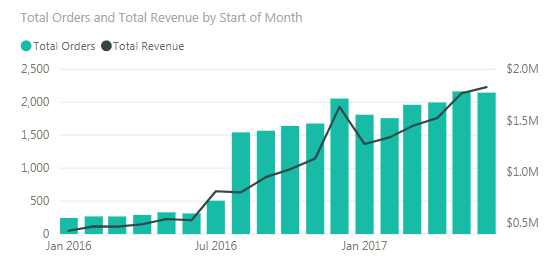 Total Orders and Total Revenue by Start of Month
Total Orders Total Revenue
2,500 $2.0M
2,000
1,500 $1.5M
1,000 $1.0M
500 $0.5M
0
Jan 2016 Jul 2016 Jan 2017